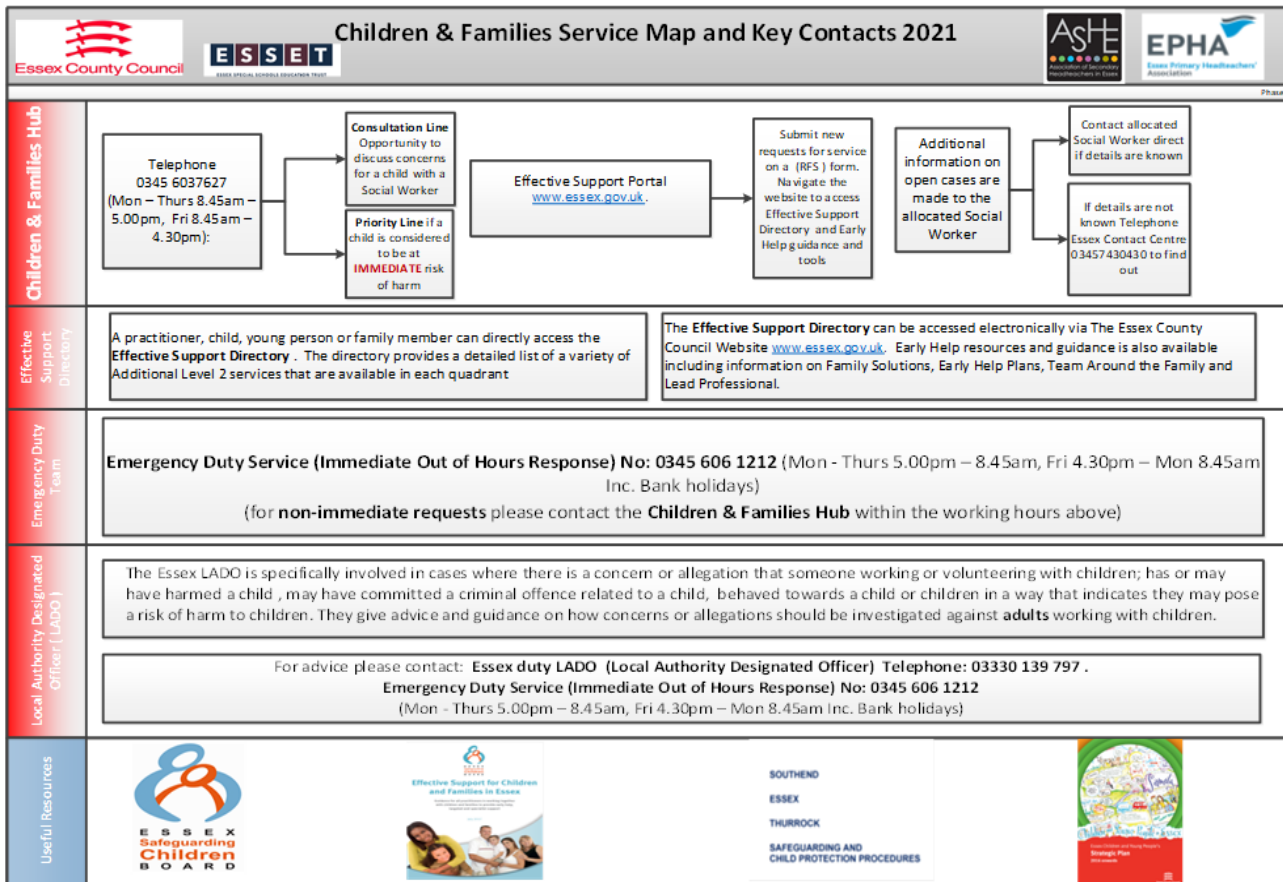 Children & Families Service Map and Key Contacts 2021
Essex County Council
ESSET
ESSEX SPECIAL SCHOOLS EDUCATION TRUST
ASHE
Association of Secondary
Headteachers in Essex
EPHA
Essex Primary Headteachers'
Association
Phase
Children & Families Hub
Telephone
0345 6037627
(Mon – Thurs 8.45am –
5.00pm, Fri 8.45am –
4.30pm):
Consultation Line
Opportunity to
discuss concerns
for a child with a
Social Worker
Priority Line if a
child is considered
to be at
IMMEDIATE risk
of harm
Effective Support Portal
www.essex.gov.uk.
Submit new
requests for service
on a (RFS) form.
Navigate the
website to access
Effective Support
Directory and Early
Help guidance and
tools
Additional
information on
open cases are
made to the
allocated Social
Worker
Contact allocated
Social Worker direct
if details are known
If details are not
known Telephone
Essex Contact Centre
03457430430 to find
out
Effective
Support
Directory
A practitioner, child, young person or family member can directly access the
Effective Support Directory . The directory provides a detailed list of a variety of
Additional Level 2 services that are available in each quadrant
The Effective Support Directory can be accessed electronically via The Essex County
Council Website www.essex.gov.uk. Early Help resources and guidance is also available
including information on Family Solutions, Early Help Plans, Team Around the Family and
Lead Professional.
Emergency Duty
Team
Emergency Duty Service (Immediate Out of Hours Response) No: 0345 606 1212 (Mon - Thurs 5.00pm – 8.45am, Fri 4.30pm – Mon 8.45am
Inc. Bank holidays)
(for non-immediate requests please contact the Children & Families Hub within the working hours above)
Local Authority Designated
Officer ( LADO )
The Essex LADO is specifically involved in cases where there is a concern or allegation that someone working or volunteering with children; has or may
have harmed a child , may have committed a criminal offence related to a child, behaved towards a child or children in a way that indicates they may pose
a risk of harm to children. They give advice and guidance on how concerns or allegations should be investigated against adults working with children.
For advice please contact: Essex duty LADO (Local Authority Designated Officer) Telephone: 03330 139 797 .
Emergency Duty Service (Immediate Out of Hours Response) No: 0345 606 1212
(Mon - Thurs 5.00pm – 8.45am, Fri 4.30pm – Mon 8.45am Inc. Bank holidays)
Useful Resources
ESSEX
Safeguarding
Children
BOARD
Effective Support for Children
and Families in Essex
SOUTHEND
ESSEX
THURROCK
SAFEGUARDING AND
CHILD PROTECTION PROCEDURES
Essex Children and Young People's
Strategic Plan